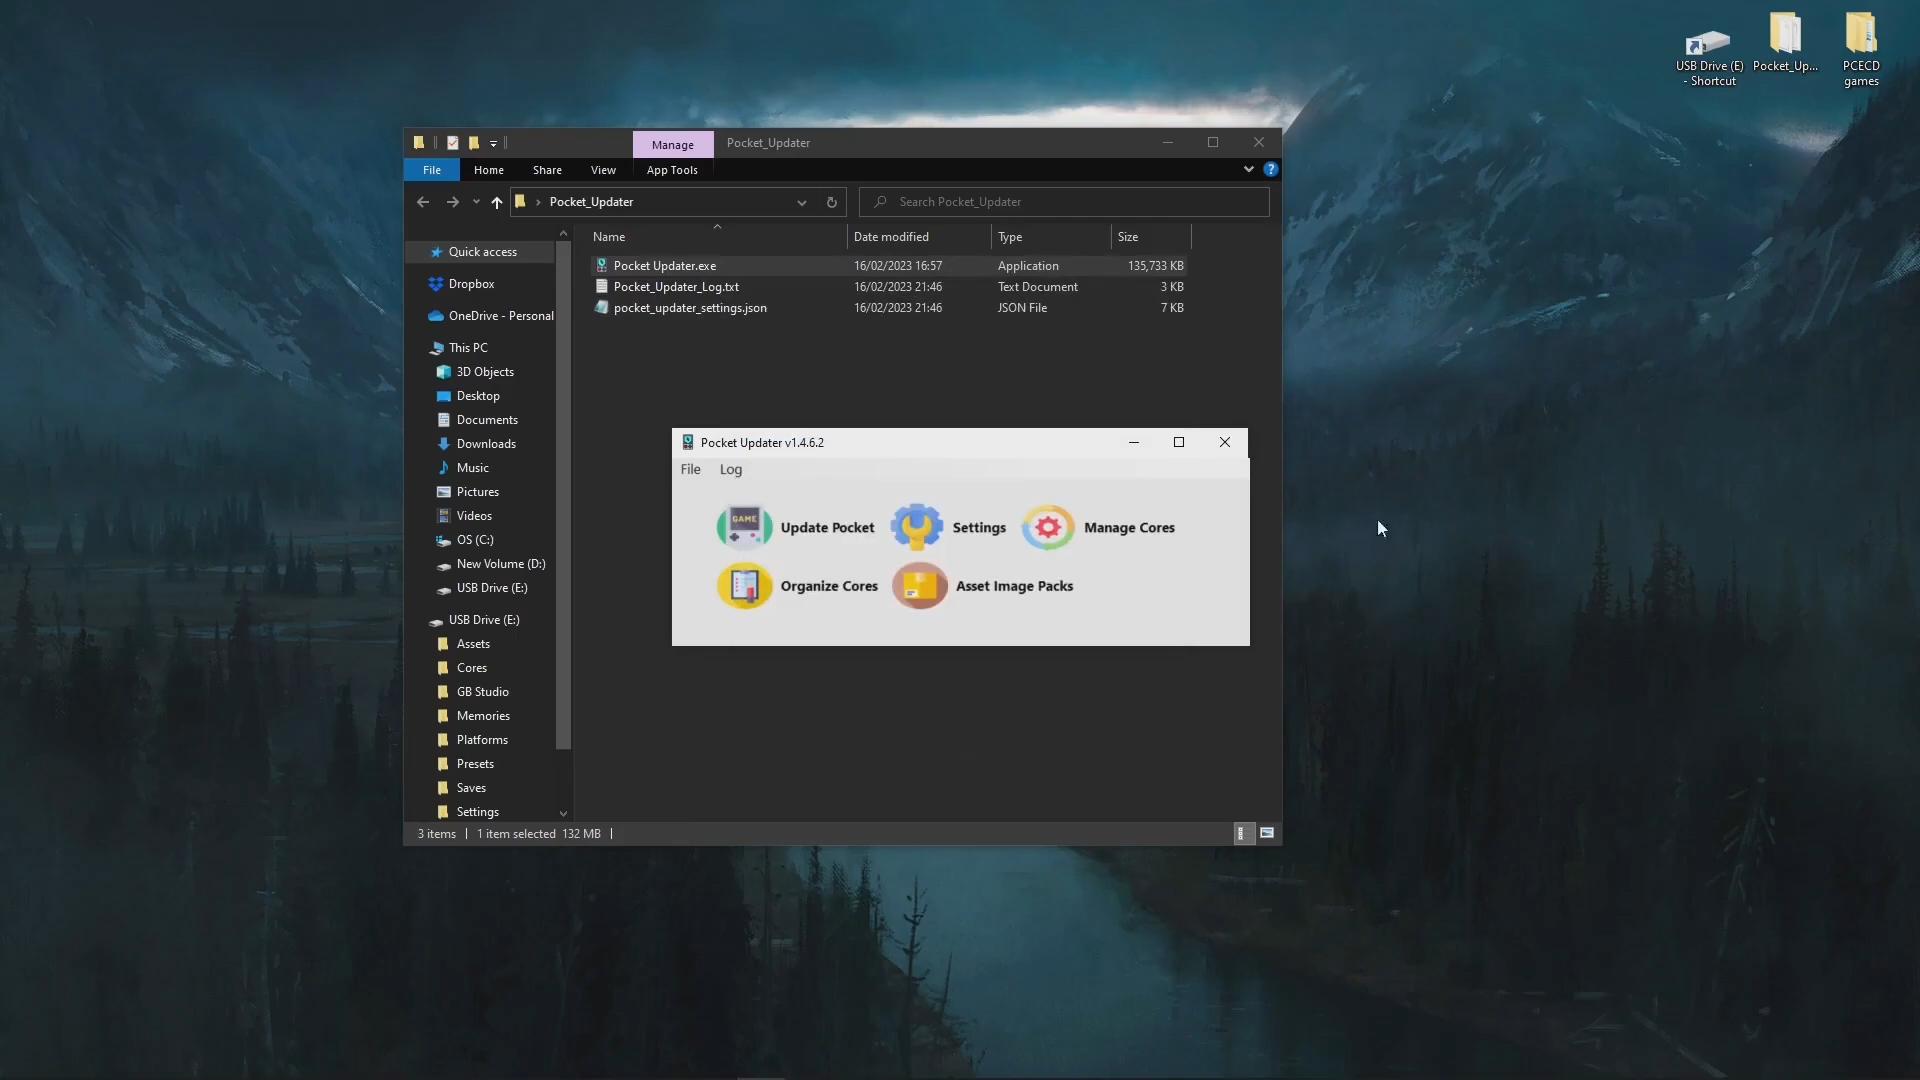 USB Drive (E)
- Shortcut
Pocket_Up...
PCECD
games
Manage
Pocket_Updater
File
Home
Share
View
App Tools
Pocket_Updater
Search Pocket_Updater
Name
Date modified
Type
Size
Pocket Updater.exe
16/02/2023 16:57
Application
135,733 KB
Pocket_Updater_Log.txt
16/02/2023 21:46
Text Document
3 KB
pocket_updater_settings.json
16/02/2023 21:46
JSON File
7 KB
Quick access
Dropbox
OneDrive - Personal
This PC
3D Objects
Desktop
Documents
Downloads
Music
Pictures
Videos
OS (C:)
New Volume (D:)
USB Drive (E:)
USB Drive (E:)
Assets
Cores
GB Studio
Memories
Platforms
Presets
Saves
Settings
Pocket Updater v1.4.6.2
File
Log
GAME
Update Pocket
Settings
Manage Cores
Organize Cores
Asset Image Packs
3 items
1 item selected 132 MB